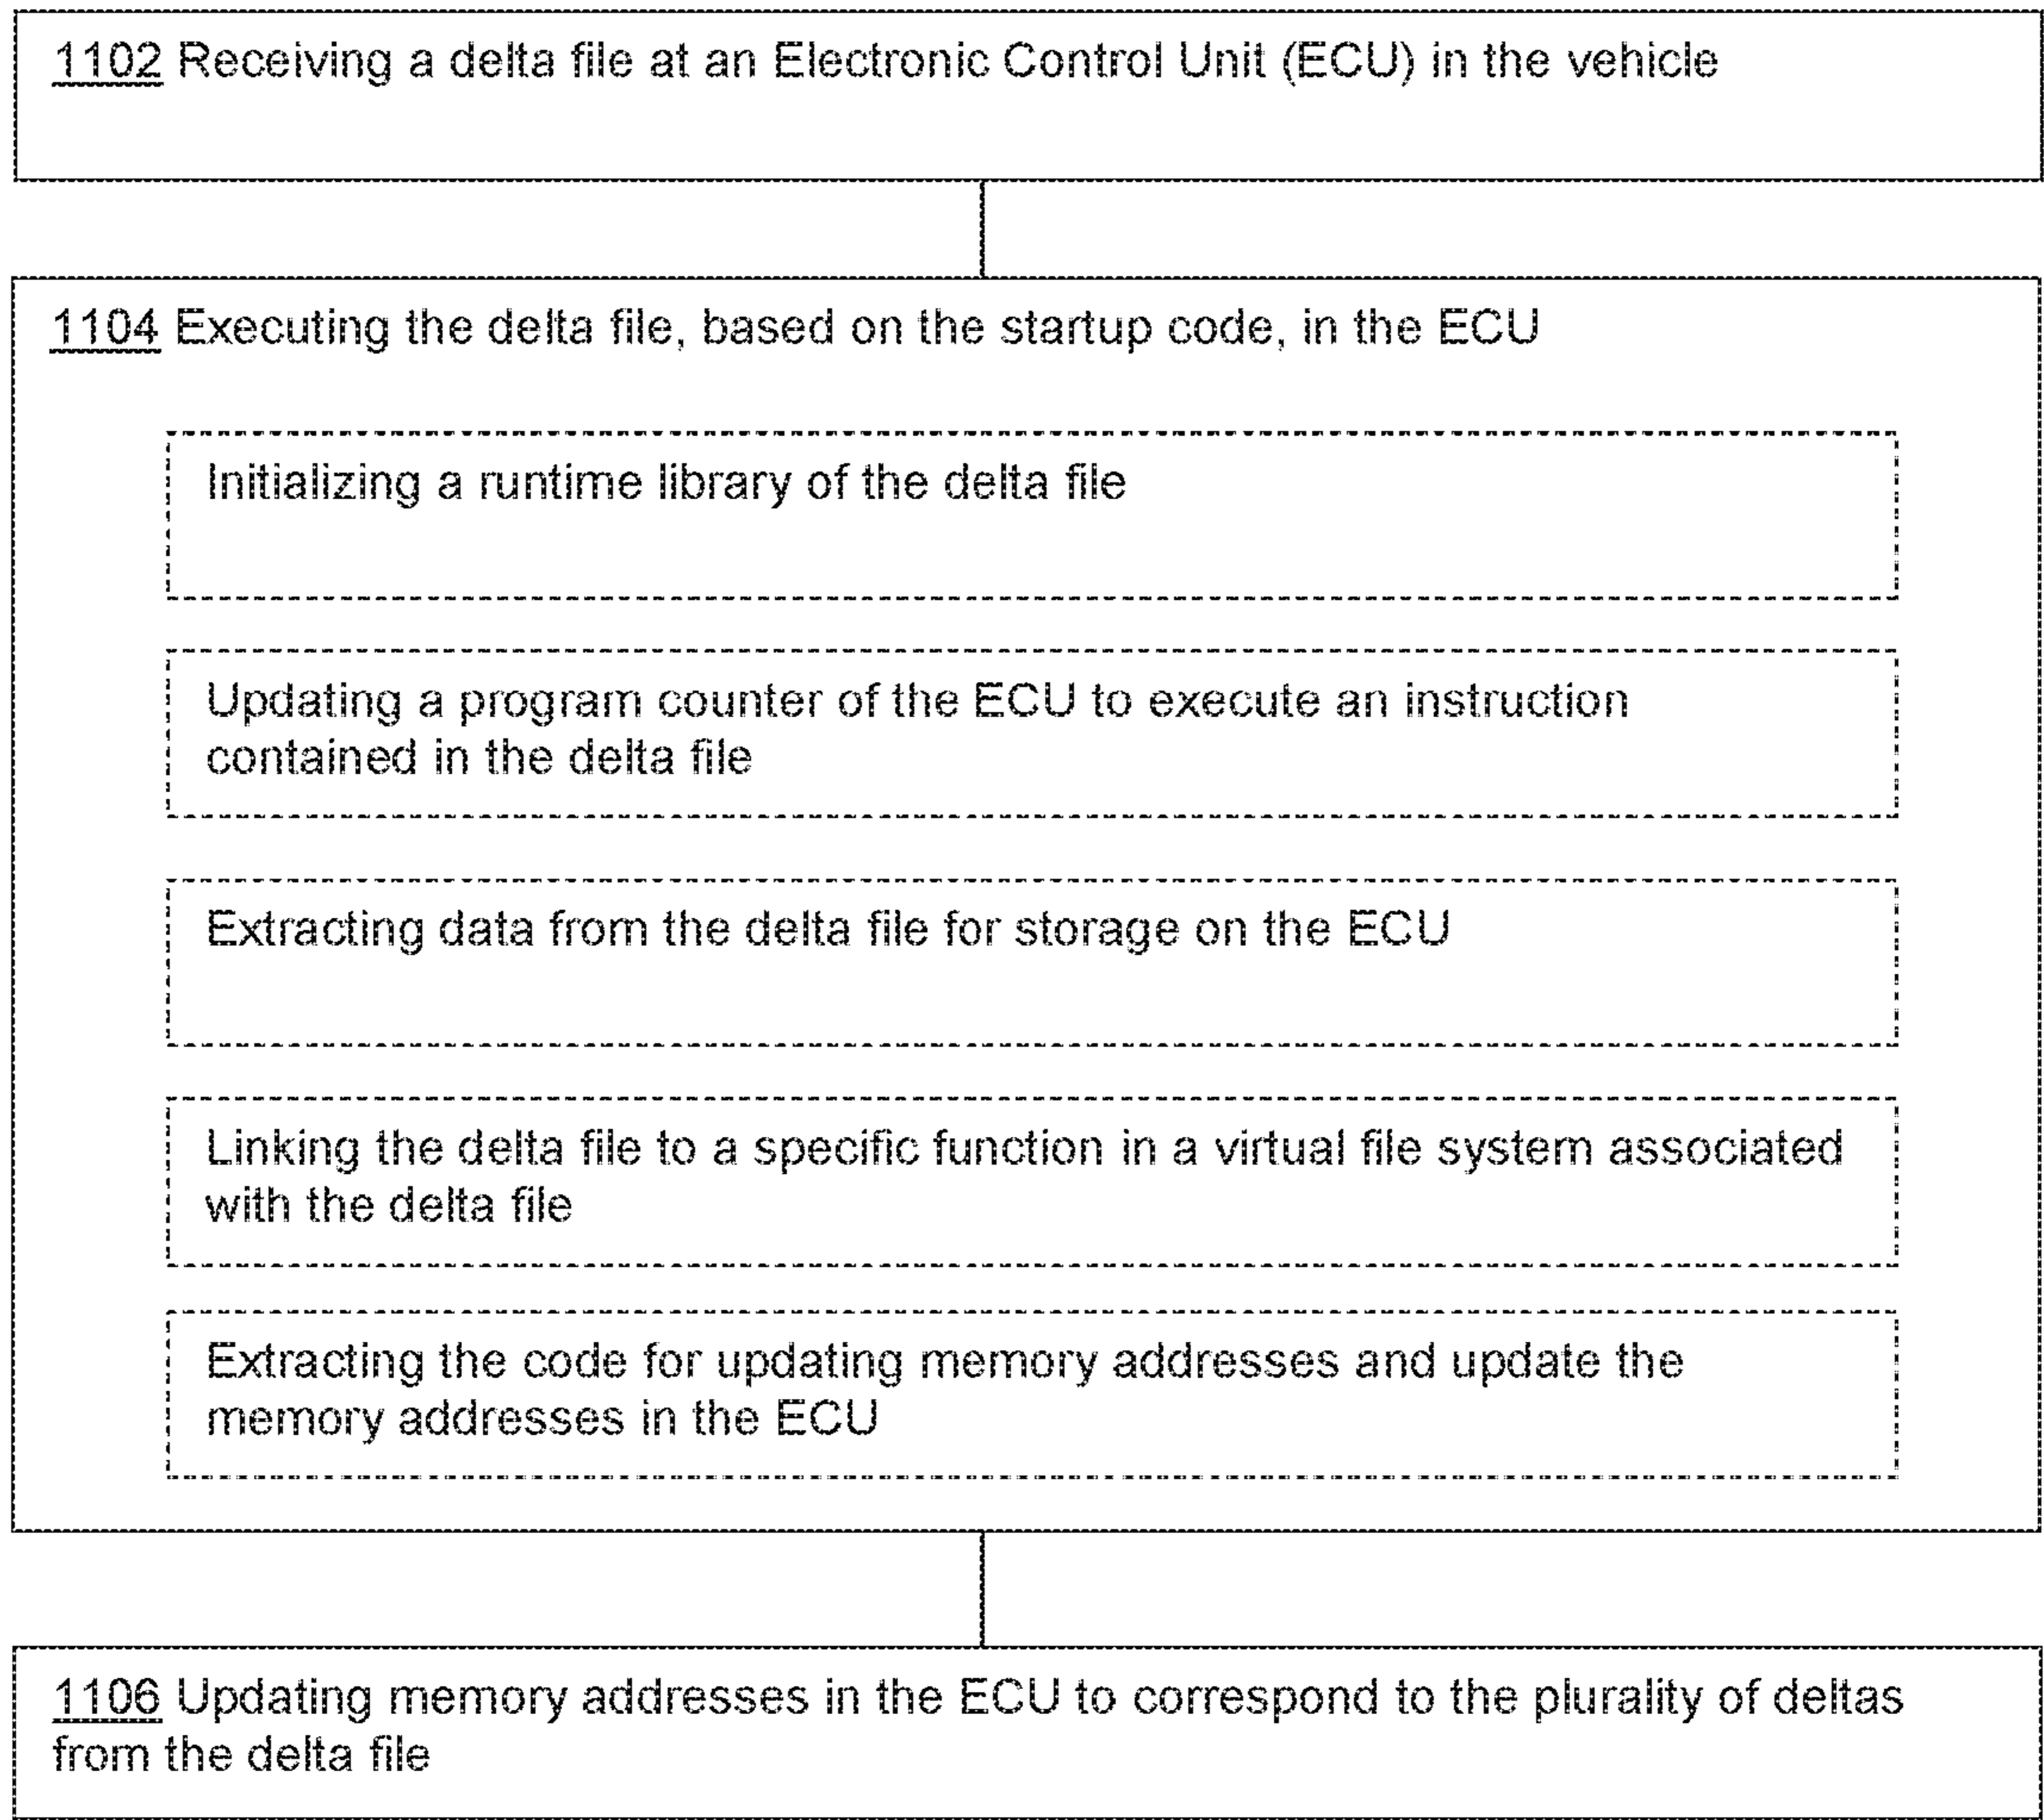 1102 Receiving a delta file at an Electronic Control Unit (ECU) in the vehicle
1104 Executing the delta file, based on the startup code, in the ECU
Initializing a runtime library of the delta file
Updating a program counter of the ECU to execute an instruction
contained in the delta file
Extracting data from the delta file for storage on the ECU
Linking the delta file to a specific function in a virtual file system associated
with the delta file
Extracting the code for updating memory addresses and update the
memory addresses in the ECU
1106 Updating memory addresses in the ECU to correspond to the plurality of deltas
from the delta file